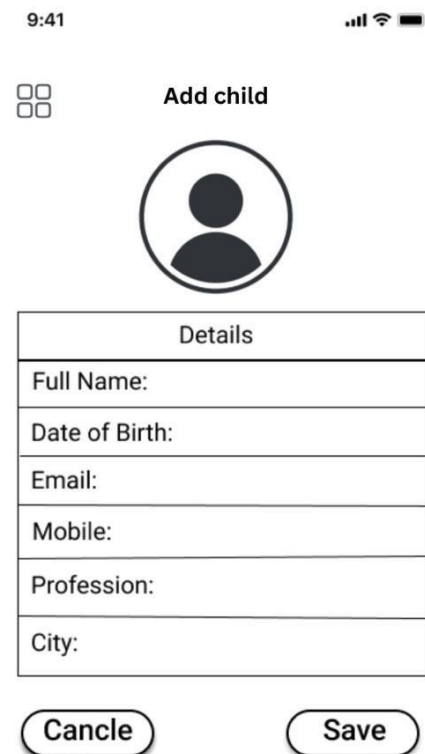 9:41
Add child
Details
Full Name:
Date of Birth:
Email:
Mobile:
Profession:
City:
Cancle Save